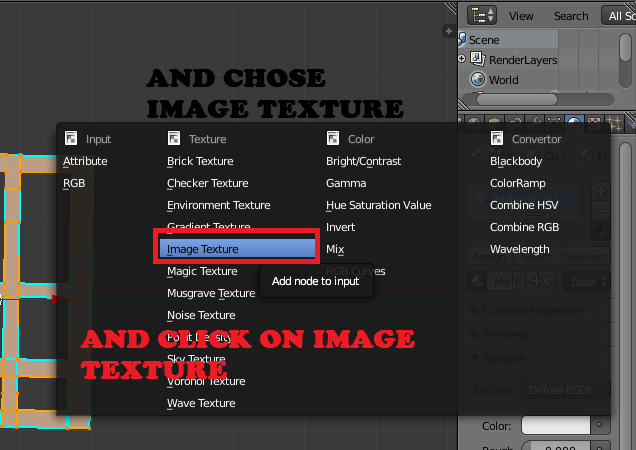 View Search All Sc
Scene
RenderLayers
World
AND CHOSE
IMAGE TEXTURE
Input Texture Color Convertor
Attribute Brick Texture Bright/Contrast Blackbody
RGB Checker Texture Gamma ColorRamp
Environment Texture Hue Saturation Value Combine HSV
Gradient Texture Invert Combine RGB
Image Texture Mix Wavelength
Magic Texture RGB Curves
Add node to input
Musgrave Texture
Noise Texture
Point Density
Sky Texture
Voronoi Texture
Wave Texture
AND CLICK ON IMAGE
TEXTURE
Assign Select Deselect
Ma F Data
Custom Properties
Preview
Surface
Surface: Diffuse BSDF
Color:
0.000